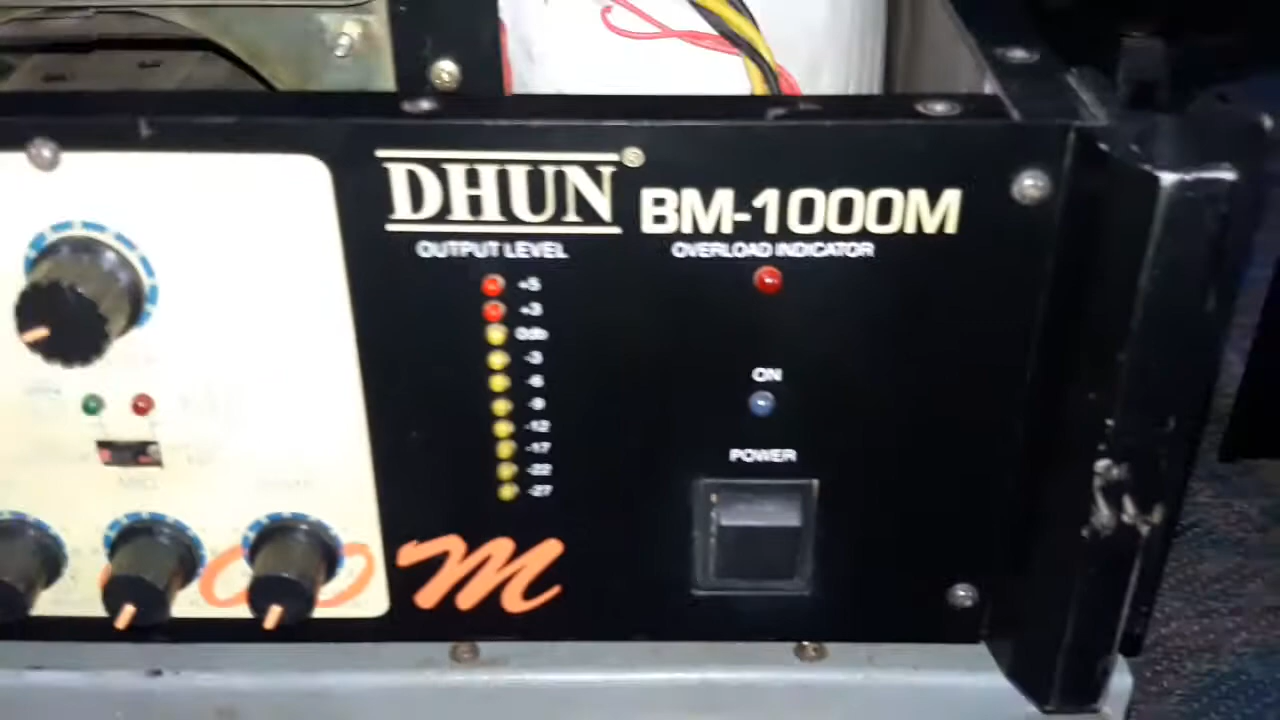 DHUN®
BM-1000M
OUTPUT LEVEL
OVERLOAD INDICATOR
+5
+3
0db
-3
-6
-9
-12
-17
-22
-27
ON
POWER
00 M